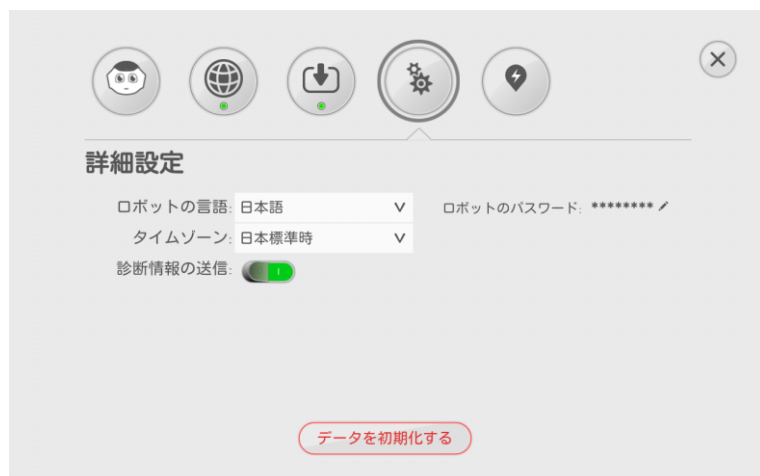 詳細設定
ロボットの言語: 日本語 ロボットのパスワード: ********
タイムゾーン: 日本標準時
診断情報の送信:
データを初期化する